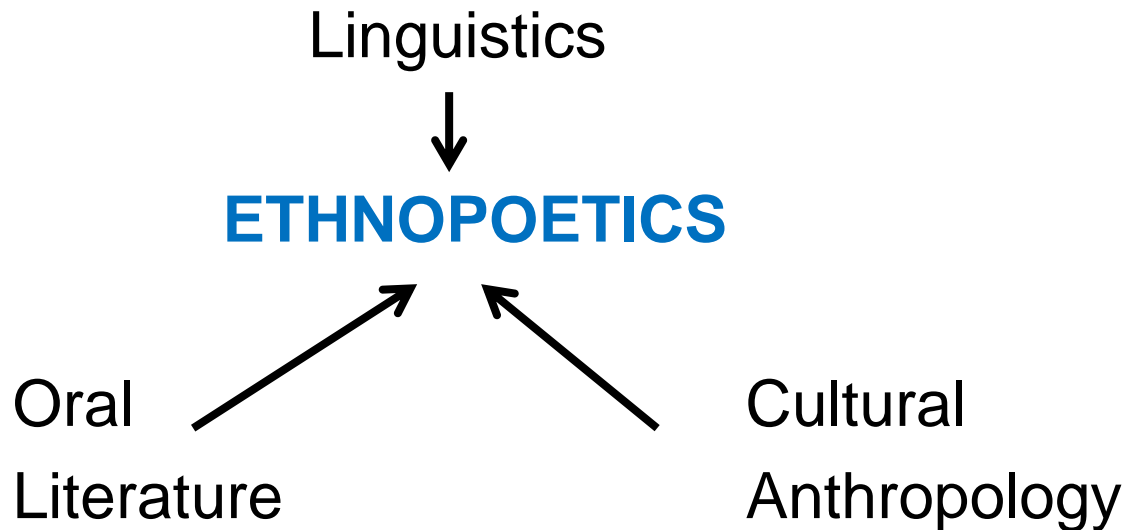 Linguistics
ETHNOPOETICS
Oral
Literature
Cultural
Anthropology